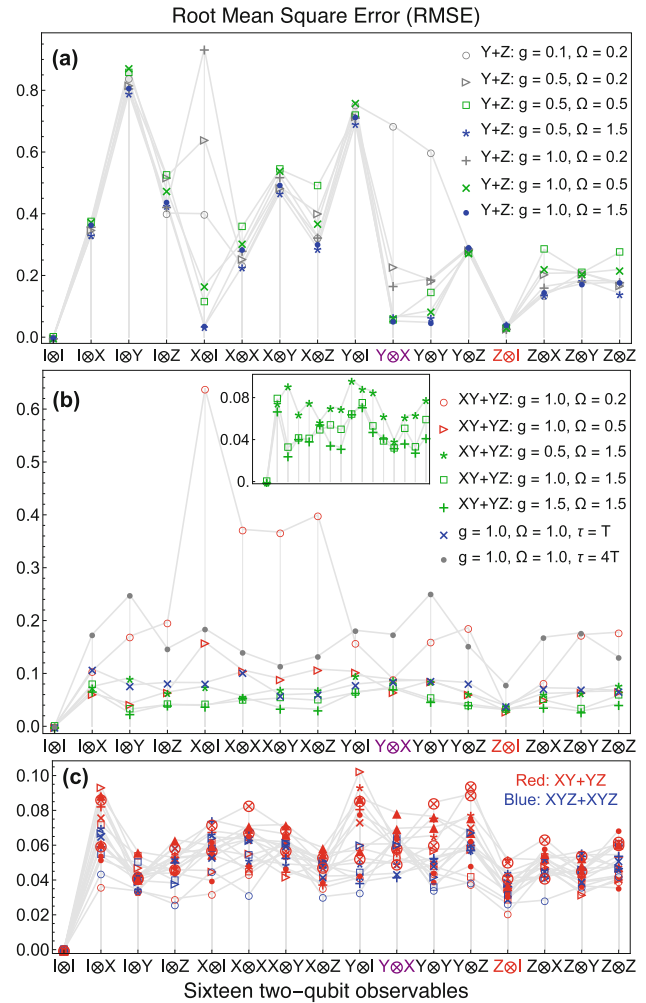 Root Mean Square Error (RMSE)
(a)
Y+Z: g = 0.1, Ω = 0.2
Y+Z: g = 0.5, Ω = 0.2
Y+Z: g = 0.5, Ω = 0.5
Y+Z: g = 0.5, Ω = 1.5
Y+Z: g = 1.0, Ω = 0.2
Y+Z: g = 1.0, Ω = 0.5
Y+Z: g = 1.0, Ω = 1.5
0.8
0.6
0.4
0.2
0.0
I⊗I I⊗X I⊗Y I⊗Z X⊗I X⊗X X⊗Y X⊗Z Y⊗I Y⊗X Y⊗Y Y⊗Z Z⊗I Z⊗X Z⊗Y Z⊗Z
(b)
XY+YZ: g = 1.0, Ω = 0.2
XY+YZ: g = 1.0, Ω = 0.5
XY+YZ: g = 0.5, Ω = 1.5
XY+YZ: g = 1.0, Ω = 1.5
XY+YZ: g = 1.5, Ω = 1.5
g = 1.0, Ω = 1.0, τ = T
g = 1.0, Ω = 1.0, τ = 4T
0.08
0.04
0.
0.6
0.5
0.4
0.3
0.2
0.1
0.0
I⊗I I⊗X I⊗Y I⊗Z X⊗I X⊗X X⊗Y X⊗Z Y⊗I Y⊗X Y⊗Y Y⊗Z Z⊗I Z⊗X Z⊗Y Z⊗Z
(c)
Red: XY+YZ
Blue: XYZ+XYZ
0.10
0.08
0.06
0.04
0.02
0.00
I⊗I I⊗X I⊗Y I⊗Z X⊗I X⊗X X⊗Y X⊗Z Y⊗I Y⊗X Y⊗Y Y⊗Z Z⊗I Z⊗X Z⊗Y Z⊗Z
Sixteen two-qubit observables